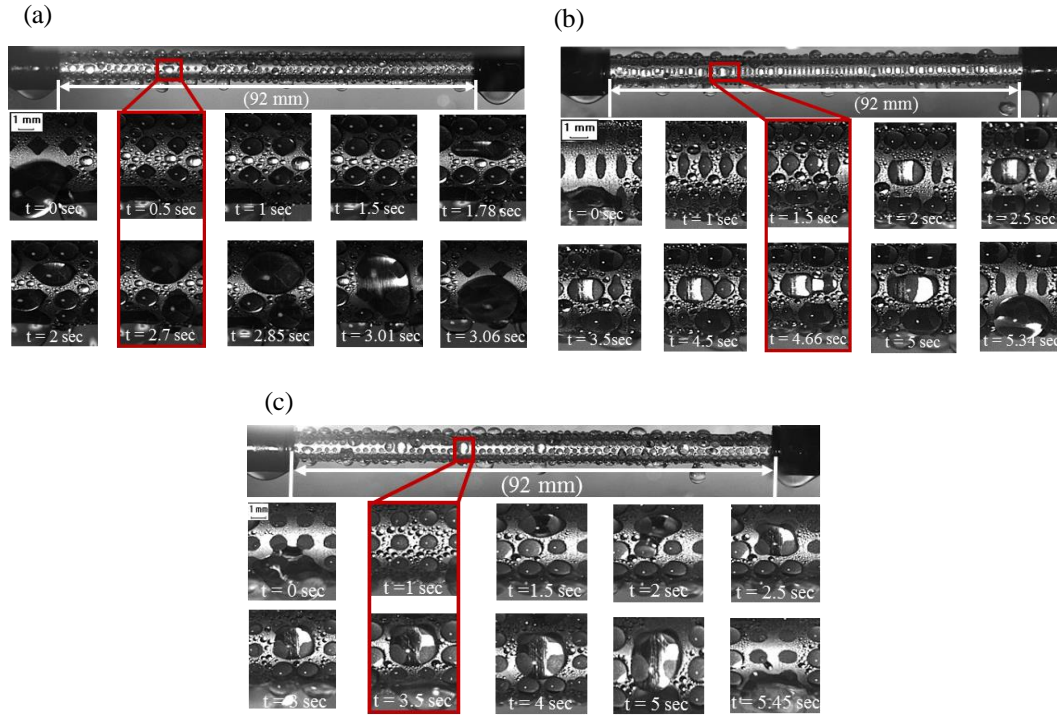 (a)
(92 mm)
1 mm
t = 0 sec
t = 0.5 sec
t = 1 sec
t = 1.5 sec
t = 1.78 sec
t = 2 sec
t = 2.7 sec
t = 2.85 sec
t = 3.01 sec
t = 3.06 sec
(b)
(92 mm)
1 mm
t = 0 sec
t = 1 sec
t = 1.5 sec
t = 2 sec
t = 2.5 sec
t = 3.5sec
t = 4.5 sec
t = 4.66 sec
t = 5 sec
t = 5.34 sec
(c)
(92 mm)
1 mm
t = 0 sec
t =1 sec
t =1.5 sec
t = 2 sec
t = 2.5 sec
t = 3 sec
t = 3.5 sec
t = 4 sec
t = 5 sec
t = 5.45 sec